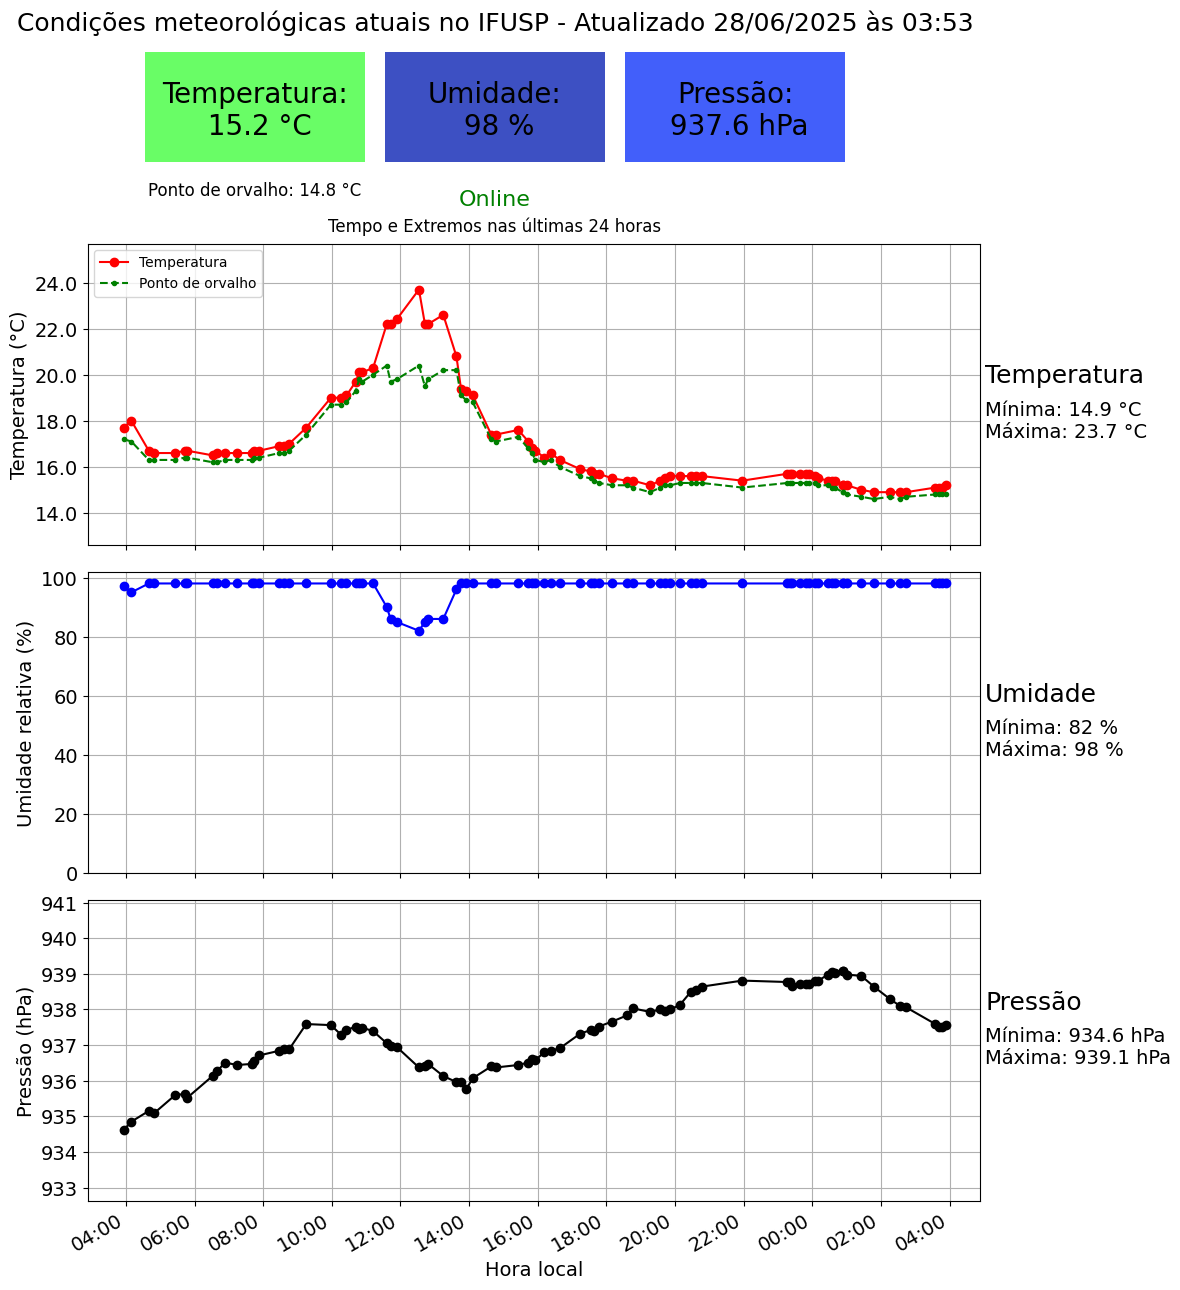 Condições meteorológicas atuais no IFUSP - Atualizado 28/06/2025 às 03:53
Temperatura:
15.2 °C
Umidade:
98 %
Pressão:
937.6 hPa
Ponto de orvalho: 14.8 °C
Online
Tempo e Extremos nas últimas 24 horas
Temperatura
Ponto de orvalho
Temperatura (°C)
24.0
22.0
20.0
18.0
16.0
14.0
Temperatura
Mínima: 14.9 °C
Máxima: 23.7 °C
Umidade relativa (%)
100
80
60
40
20
0
Umidade
Mínima: 82 %
Máxima: 98 %
Pressão (hPa)
941
940
939
938
937
936
935
934
933
Pressão
Mínima: 934.6 hPa
Máxima: 939.1 hPa
04:00
06:00
08:00
10:00
12:00
14:00
16:00
18:00
20:00
22:00
00:00
02:00
04:00
Hora local